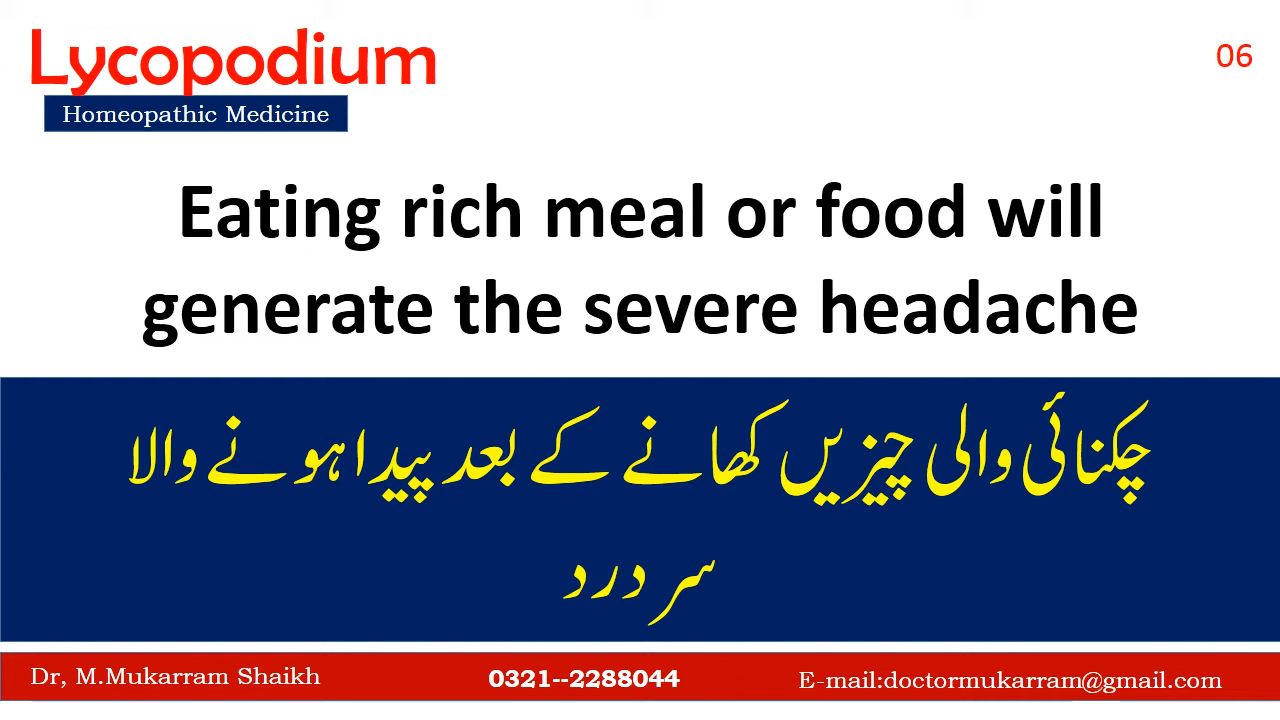 Lycopodium
06
Homeopathic Medicine
Eating rich meal or food will
generate the severe headache
چکنائی والی چیزیں کھانے کے بعد پیدا ہونے والا
سر درد
Dr, M.Mukarram Shaikh
0321--2288044
E-mail:doctormukarram@gmail.com